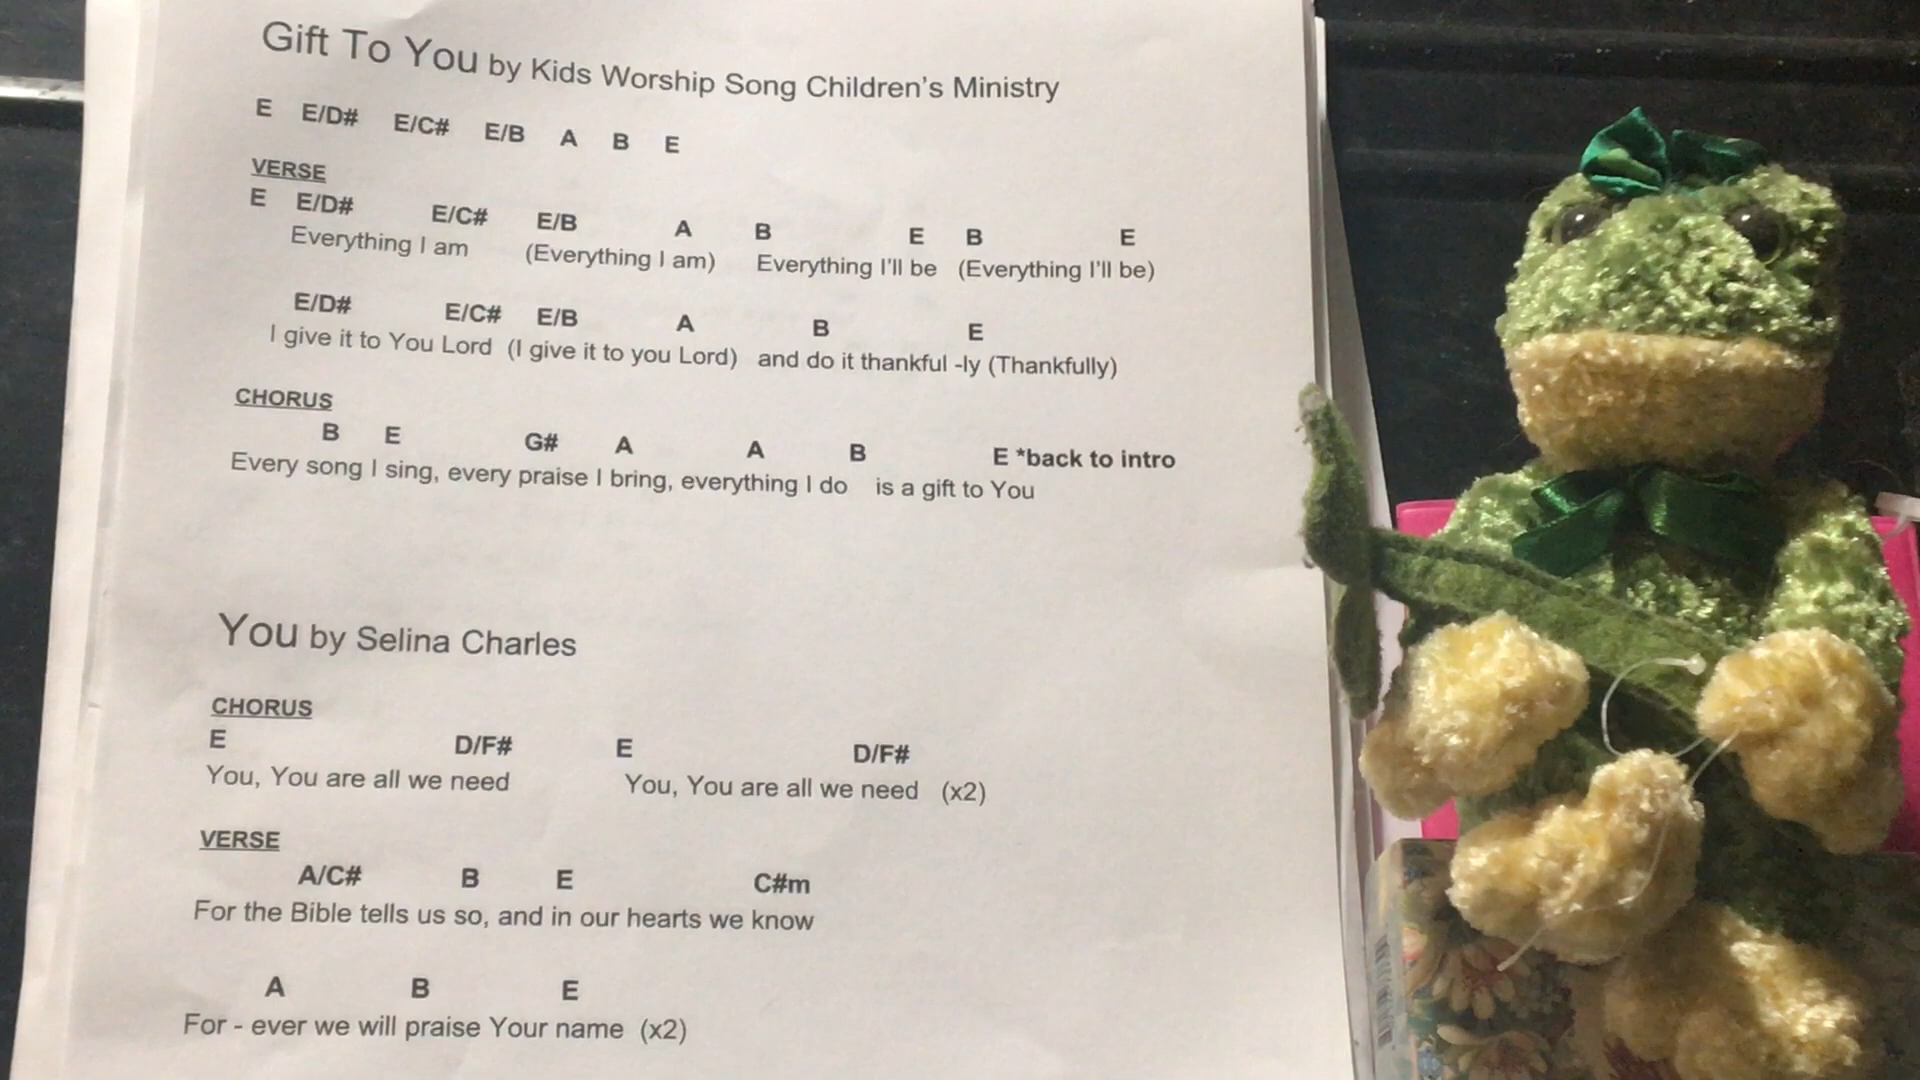 Gift To You by Kids Worship Song Children's Ministry
E E/D# E/C# E/B A B E
VERSE
E E/D# E/C# E/B A B E B E
Everything I am (Everything I am) Everything I'll be (Everything I'll be)
E/D# E/C# E/B A B E
I give it to You Lord (I give it to you Lord) and do it thankful -ly (Thankfully)
CHORUS
B E G# A A B E *back to intro
Every song I sing, every praise I bring, everything I do is a gift to You
You by Selina Charles
CHORUS
E D/F# E D/F#
You, You are all we need You, You are all we need (x2)
VERSE
A/C# B E C#m
For the Bible tells us so, and in our hearts we know
A B E
For - ever we will praise Your name (x2)